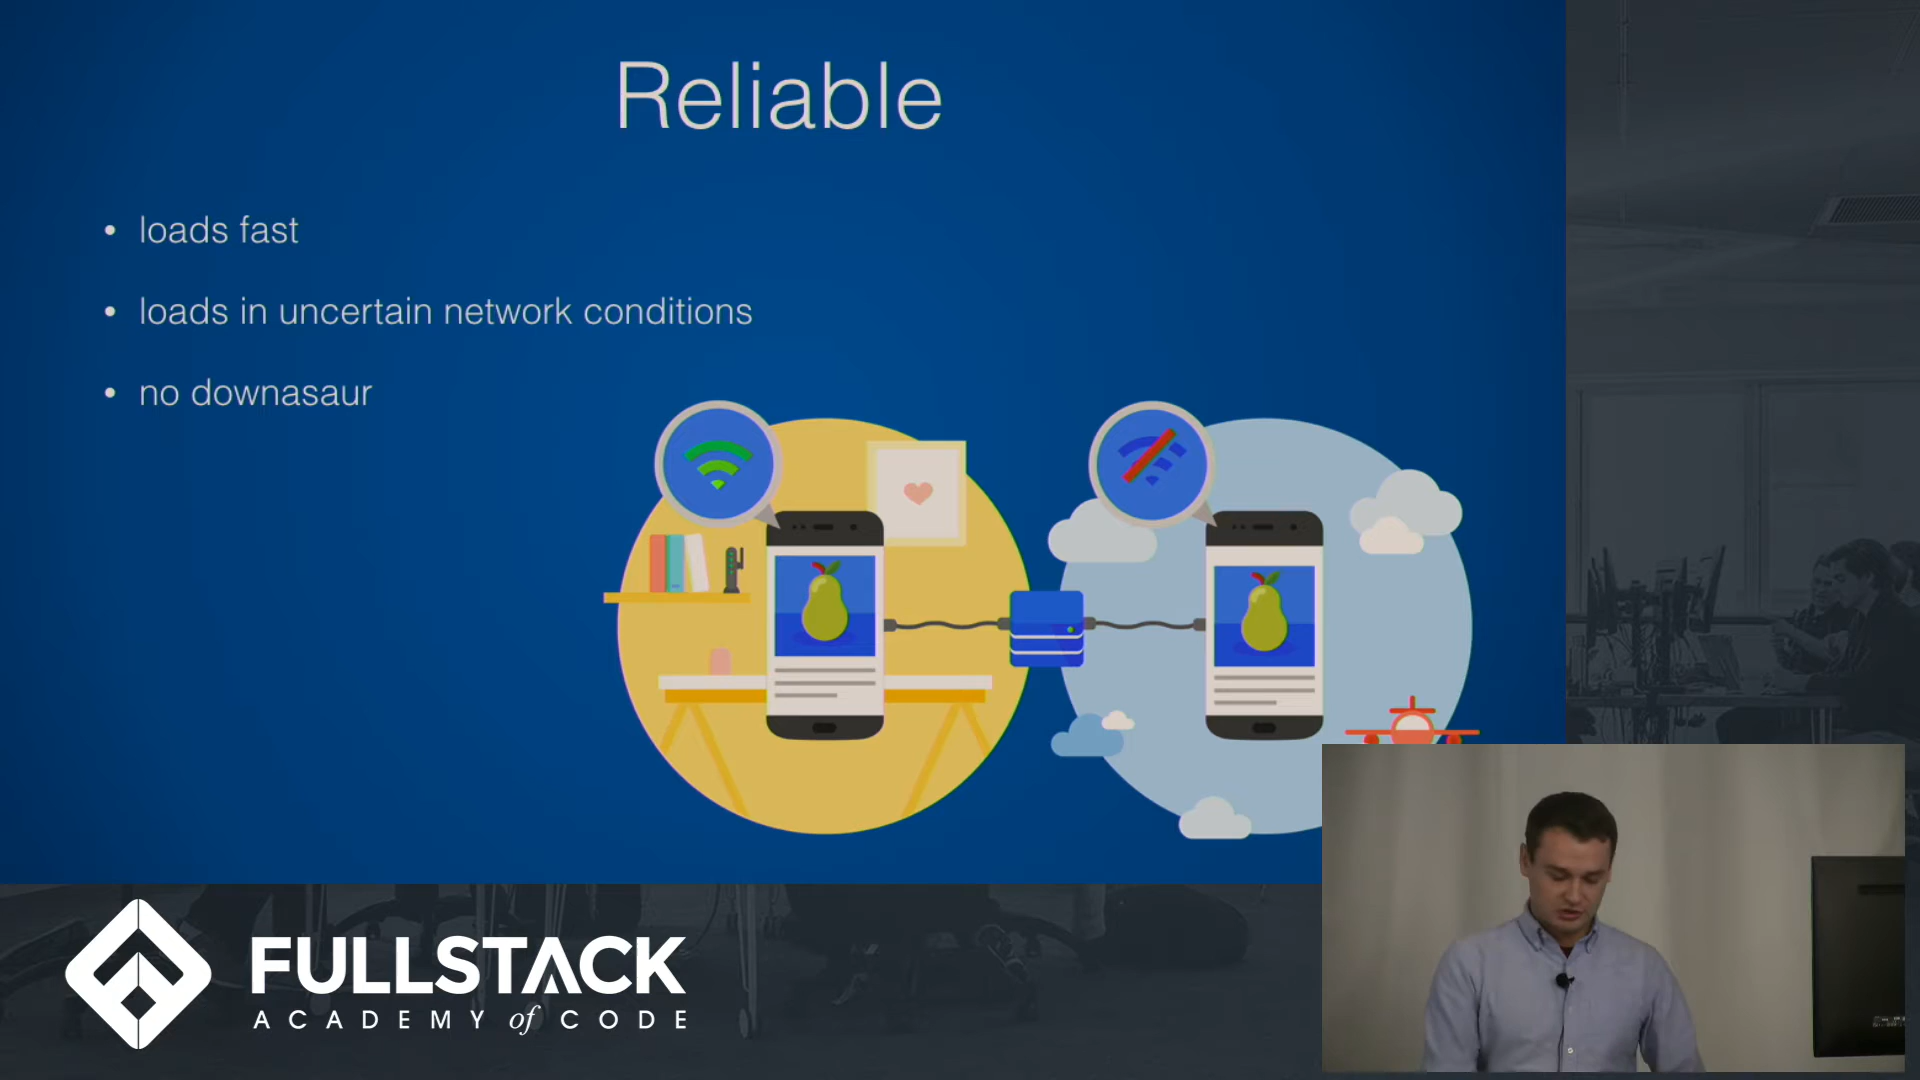 Reliable
• loads fast
• loads in uncertain network conditions
• no downasaur
FULLSTACK
ACADEMY of CODE